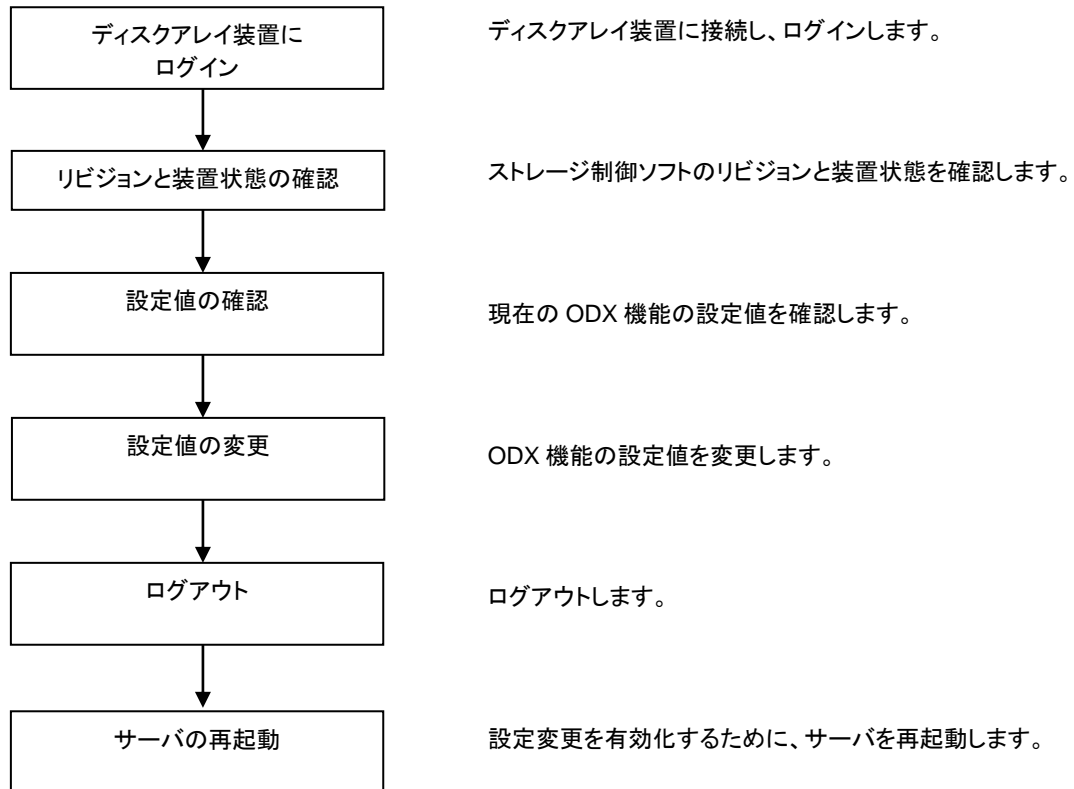 ディスクアレイ装置に
ログイン
ディスクアレイ装置に接続し、ログインします。
リビジョンと装置状態の確認
ストレージ制御ソフトのリビジョンと装置状態を確認します。
設定値の確認
現在の ODX 機能の設定値を確認します。
設定値の変更
ODX 機能の設定値を変更します。
ログアウト
ログアウトします。
サーバの再起動
設定変更を有効化するために、サーバを再起動します。